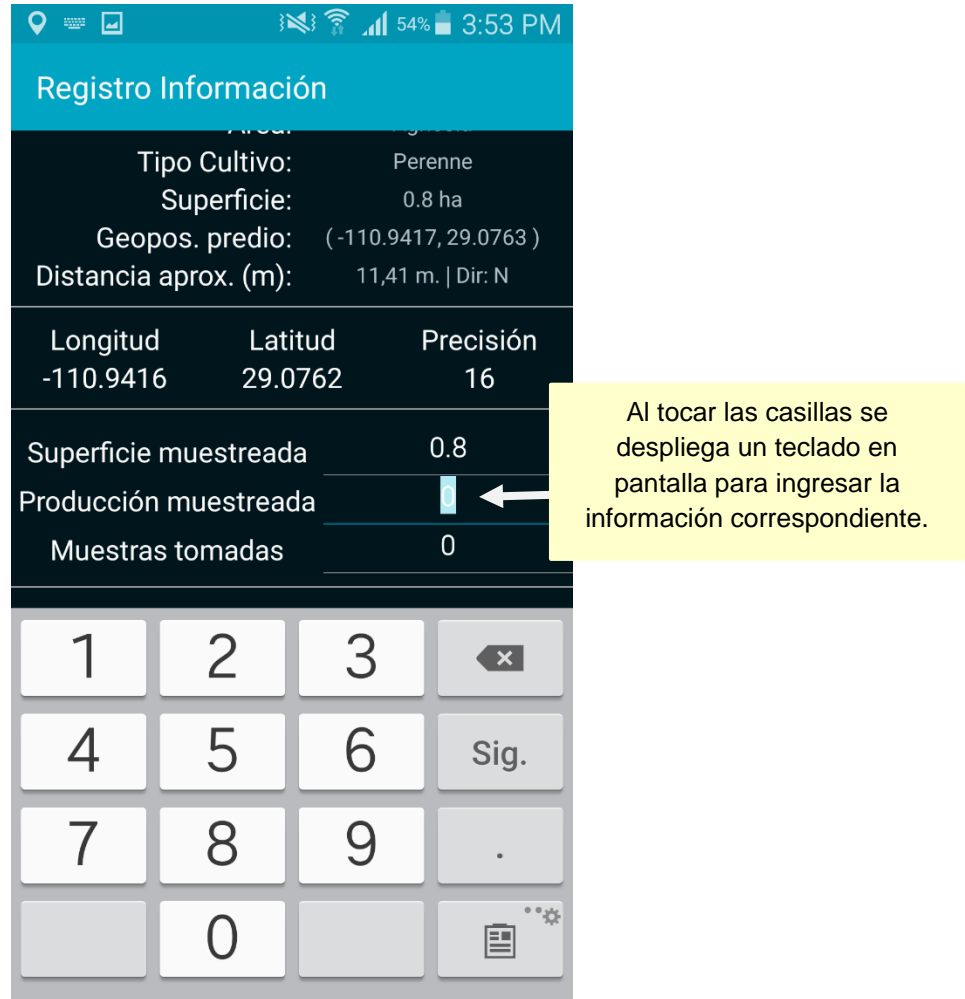 54% 3:53 PM
Registro Información
Tipo Cultivo: Perenne
Superficie: 0.8 ha
Geopos. predio: ( -110.9417, 29.0763 )
Distancia aprox. (m): 11,41 m. | Dir: N
Longitud Latitud Precisión
-110.9416 29.0762 16
Superficie muestreada 0.8
Producción muestreada 0
Muestras tomadas 0
Al tocar las casillas se
despliega un teclado en
pantalla para ingresar la
información correspondiente.
1 2 3
4 5 6 Sig.
7 8 9 .
0